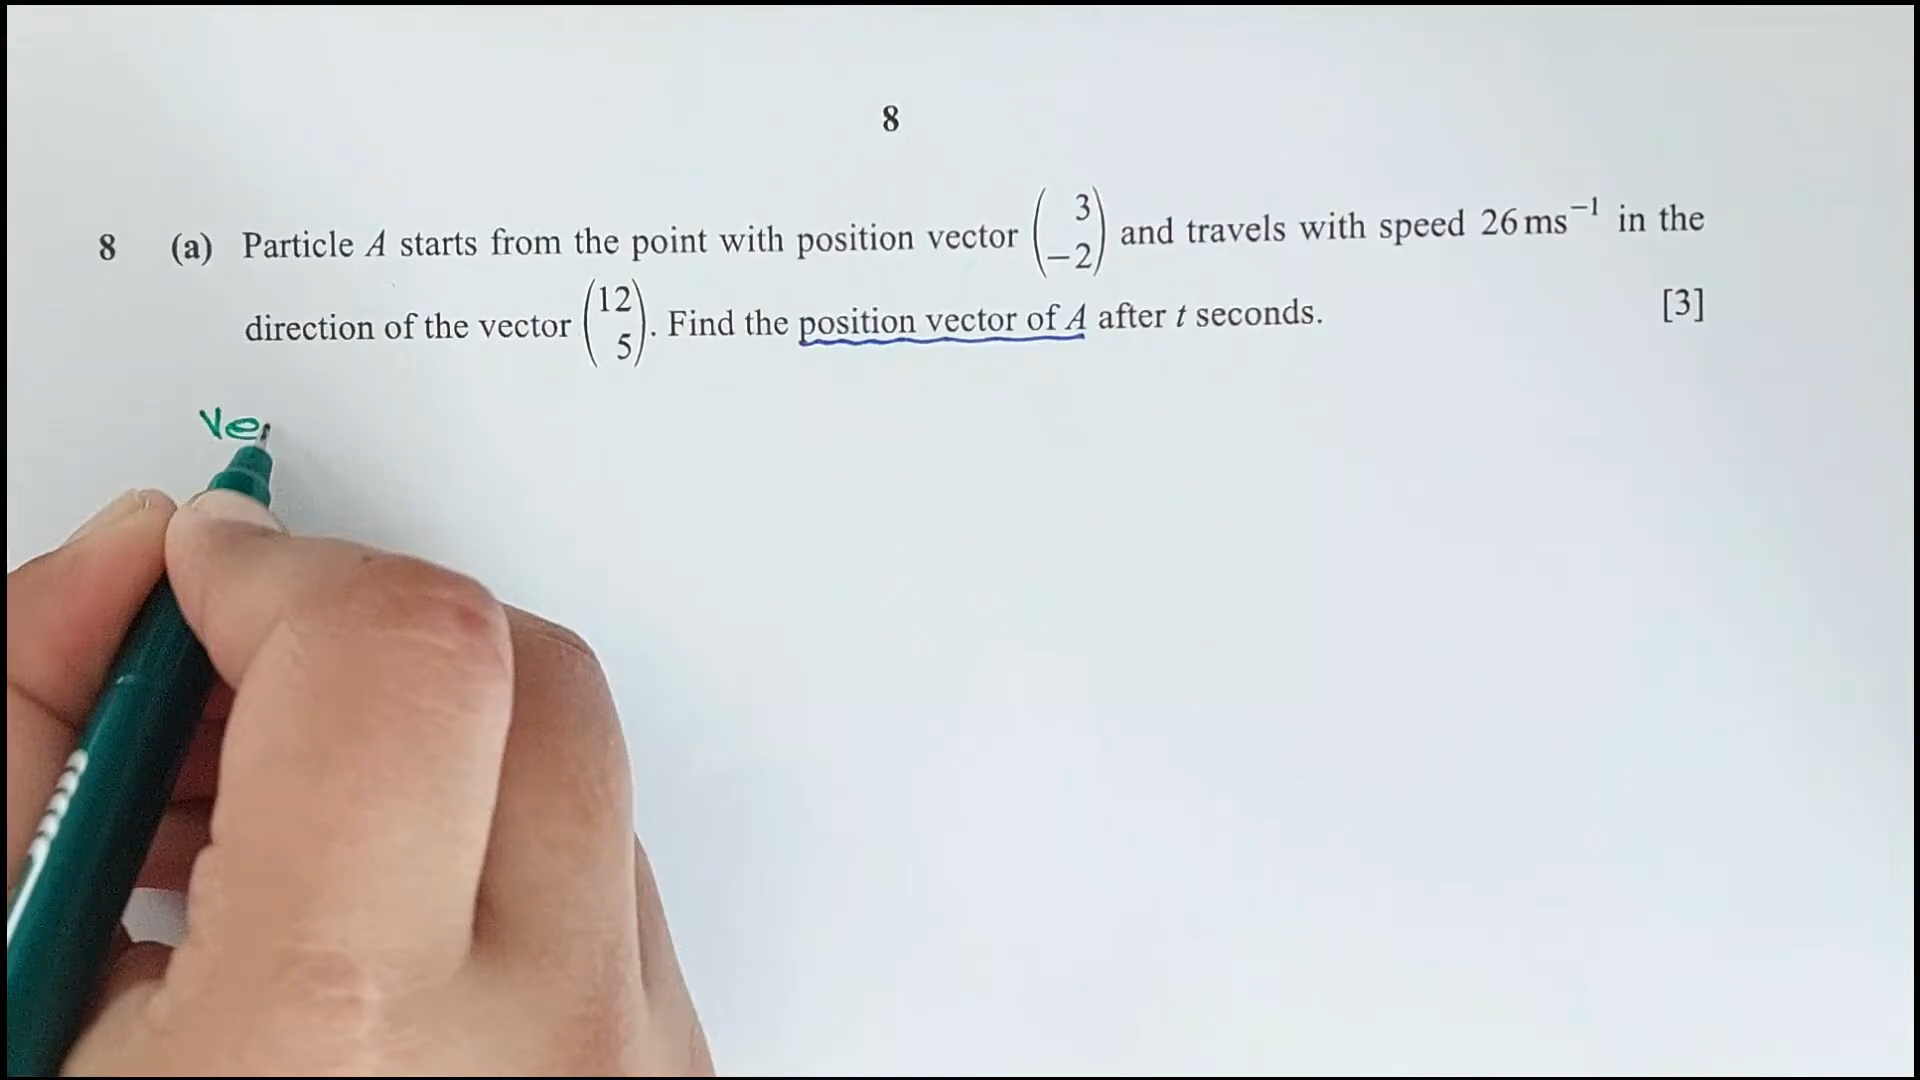 8
8 (a) Particle A starts from the point with position vector (3 −2) and travels with speed 26 ms⁻¹ in the
direction of the vector (12 5). Find the position vector of A after t seconds. [3]
Ve